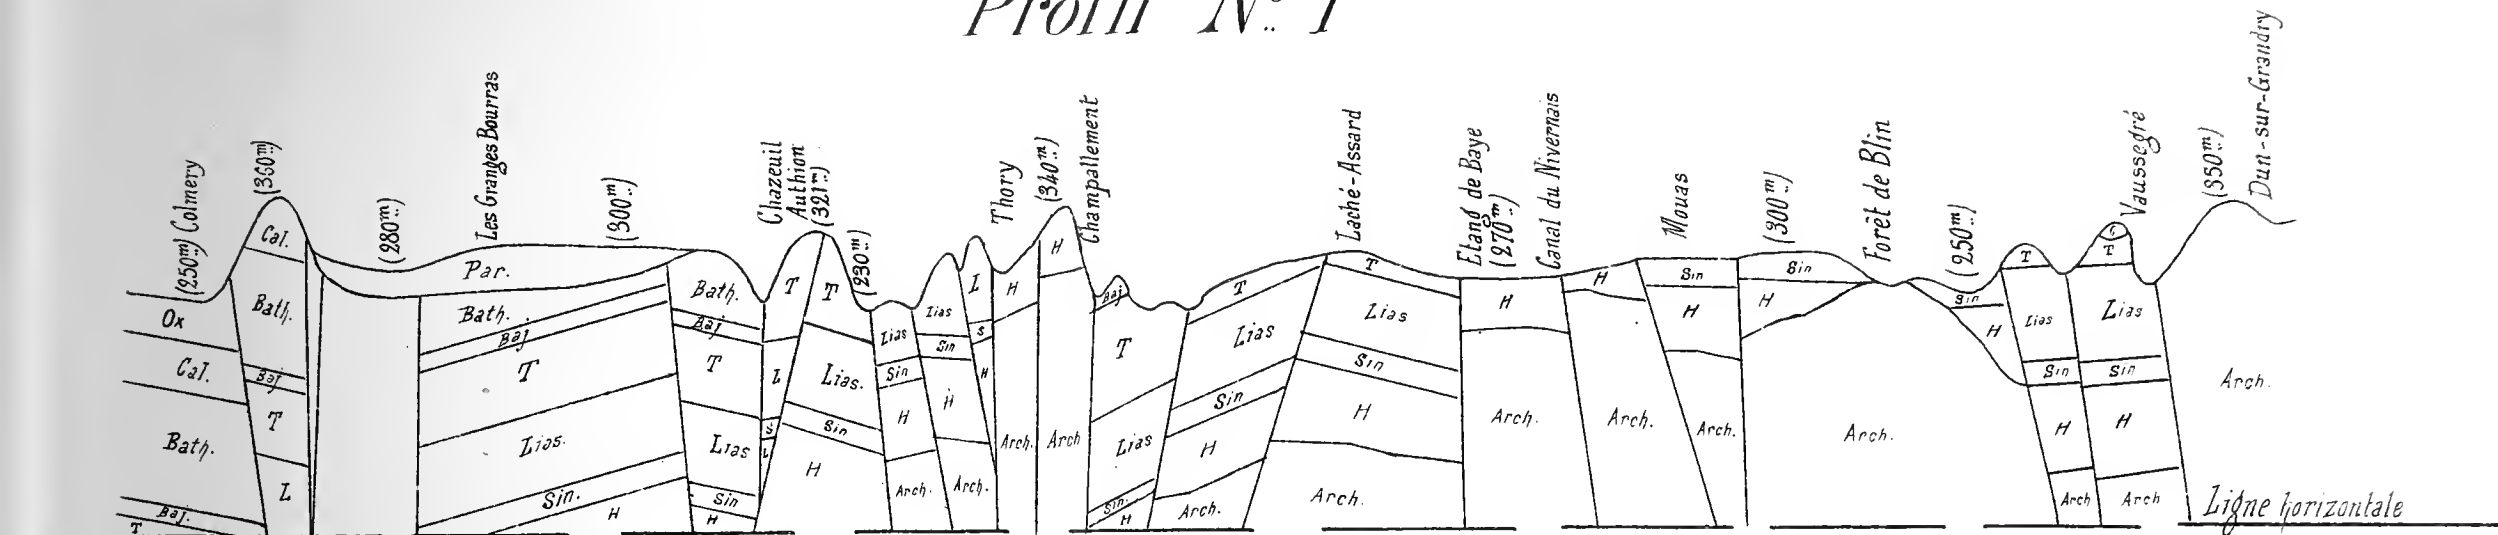 Profil N.º 1
(250m) Colmery
(360m)
(280m)
Les Granges Bourras
(300m)
Chazeuil
Authion
(321m)
(230m)
Thory
(340m)
Champallement
Laché-Assard
Etang de Baye
(270m)
Canal du Nivernais
Mouas
(300m)
Forêt de Blin
(250m)
Vaussegré
(350m)
Dun-sur-Grandry
Ox
Cal.
Bath.
Baj.
T
Cal.
Bath.
Baj
T
L
Par.
Bath.
Baj
T
Lias.
Sin.
H
Bath.
Baj
T
Lias
Sin
H
T
L
S
L
T
Lias.
Sin
H
Lias
Sin
H
Arch.
Lias
Sin
H
Arch.
L
S
H
H
Arch.
H
Arch
Baj
T
Lias
Sin.
H
T
Lias
Sin
H
Arch.
T
Lias
Sin
H
Arch.
H
Arch.
H
Arch.
Sin
H
Arch.
Sin
H
Arch.
Sin
H
T
Lias
Sin
H
Arch
G
T
Lias
Sin
H
Arch
Arch.
Ligne horizontale